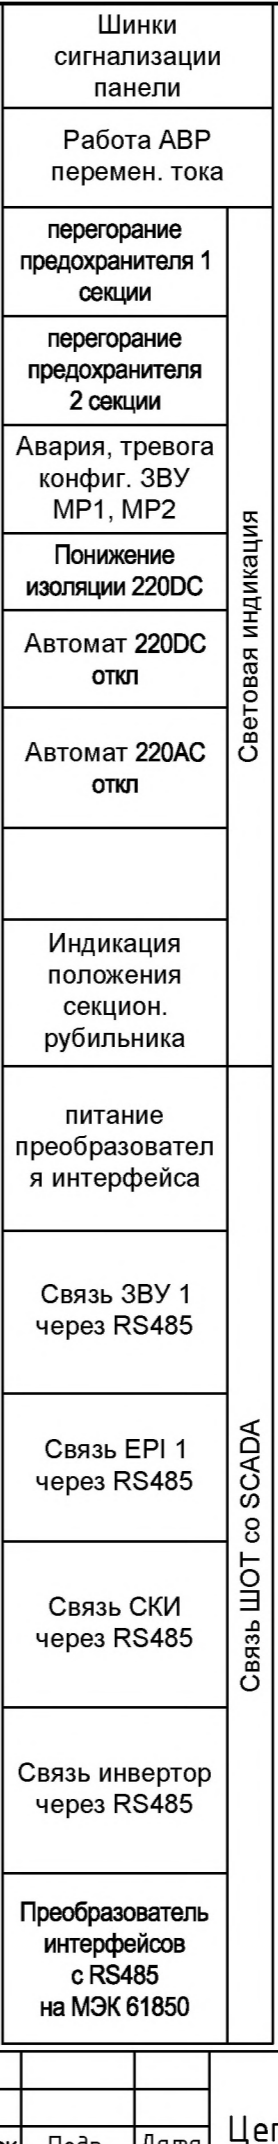 Шинки
сигнализации
панели
Работа АВР
перемен. тока
перегорание
предохранителя 1
секции
перегорание
предохранителя
2 секции
Авария, тревога
конфиг. ЗВУ
МР1, МР2
Понижение
изоляции 220DC
Автомат 220DC
откл
Автомат 220AC
откл
Индикация
положения
секцион.
рубильника
Световая индикация
питание
преобразовател
я интерфейса
Связь ЗВУ 1
через RS485
Связь EPI 1
через RS485
Связь СКИ
через RS485
Связь инвертор
через RS485
Преобразователь
интерфейсов
с RS485
на МЭК 61850
Связь ШОТ со SCADA